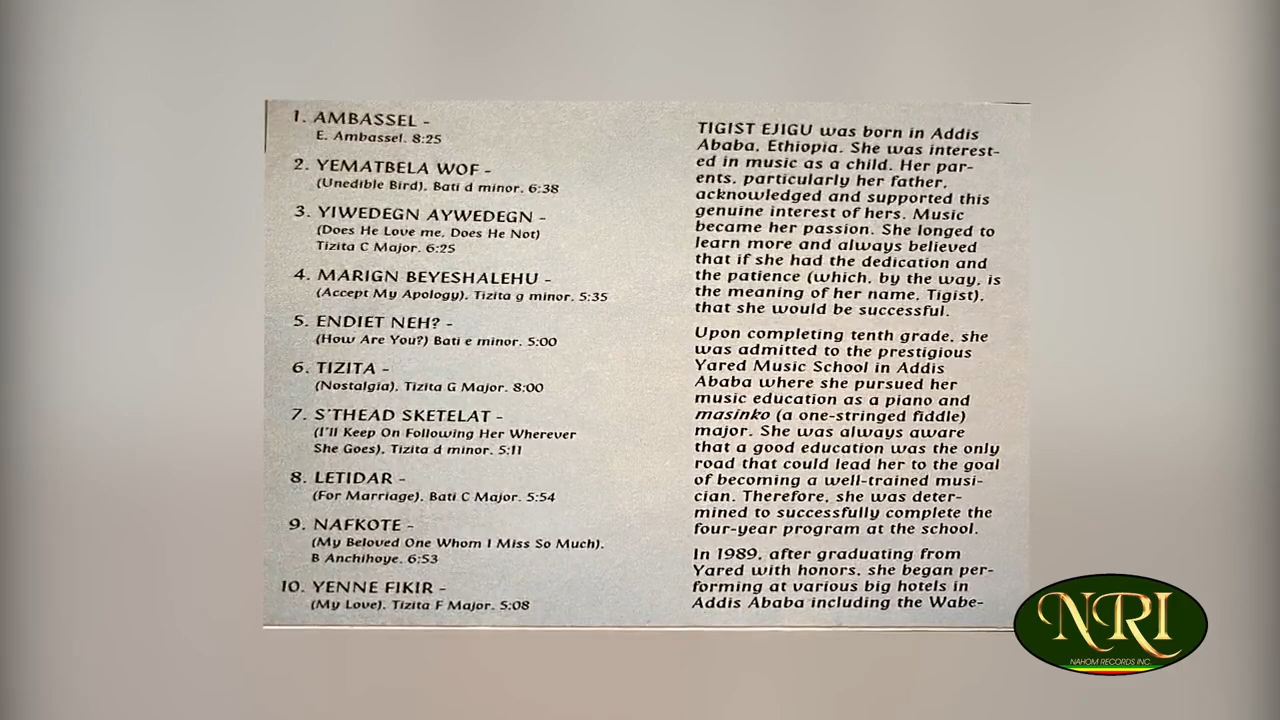 1. AMBASSEL -
E. Ambassel. 8:25
2. YEMATBELA WOF -
(Unedible Bird). Bati d minor. 6:38
3. YIWEDEGN AYWEDEGN -
(Does He Love me, Does He Not)
Tizita C Major. 6:25
4. MARIGN BEYESHALEHU -
(Accept My Apology). Tizita g minor. 5:35
5. ENDIET NEH? -
(How Are You?) Bati e minor. 5:00
6. TIZITA -
(Nostalgia). Tizita G Major. 8:00
7. S'THEAD SKETELAT -
(I'll Keep On Following Her Wherever
She Goes). Tizita d minor. 5:11
8. LETIDAR -
(For Marriage). Bati C Major. 5:54
9. NAFKOTE -
(My Beloved One Whom I Miss So Much).
B Anchihoye. 6:53
10. YENNE FIKIR -
(My Love). Tizita F Major. 5:08
TIGIST EJIGU was born in Addis
Ababa, Ethiopia. She was interest-
ed in music as a child. Her par-
ents, particularly her father,
acknowledged and supported this
genuine interest of hers. Music
became her passion. She longed to
learn more and always believed
that if she had the dedication and
the patience (which, by the way, is
the meaning of her name, Tigist),
that she would be successful.
Upon completing tenth grade, she
was admitted to the prestigious
Yared Music School in Addis
Ababa where she pursued her
music education as a piano and
masinko (a one-stringed fiddle)
major. She was always aware
that a good education was the only
road that could lead her to the goal
of becoming a well-trained musi-
cian. Therefore, she was deter-
mined to successfully complete the
four-year program at the school.
In 1989, after graduating from
Yared with honors, she began per-
forming at various big hotels in
Addis Ababa including the Wabe-
NRI
NAHOM RECORDS INC.